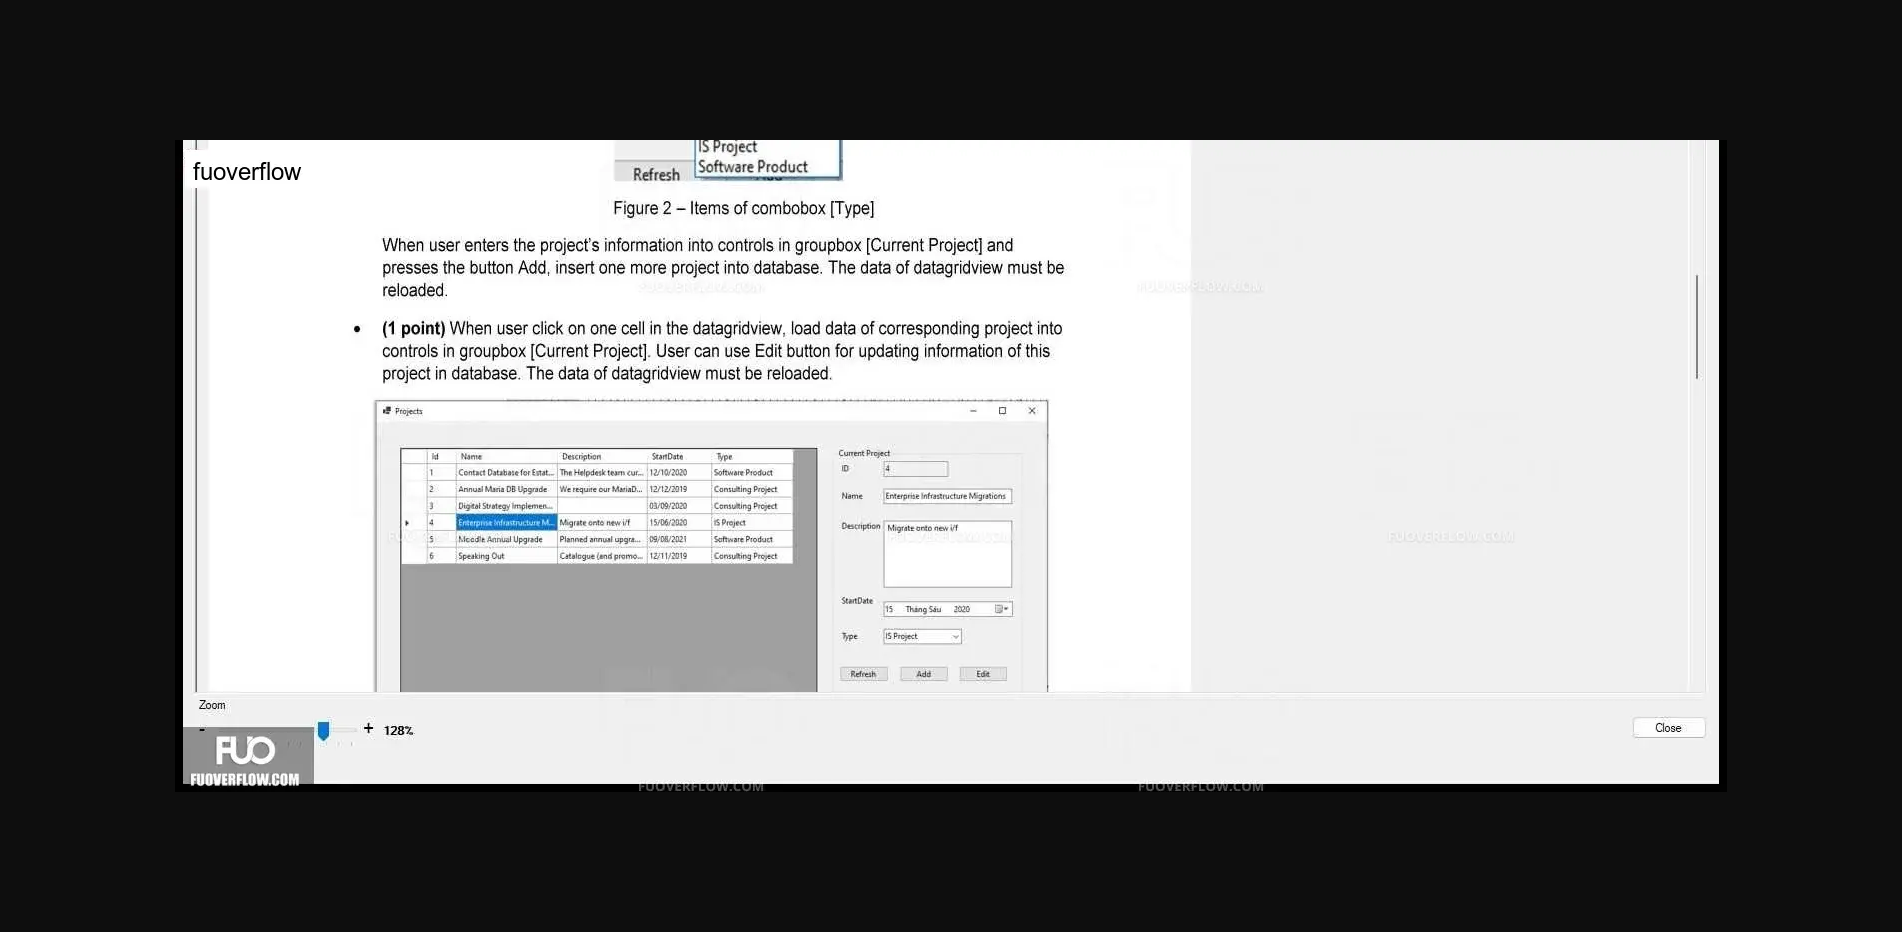 fuoverflow
IS Project
Software Product
Refresh
Figure 2 – Items of combobox [Type]
When user enters the project's information into controls in groupbox [Current Project] and
presses the button Add, insert one more project into database. The data of datagridview must be
reloaded.
• (1 point) When user click on one cell in the datagridview, load data of corresponding project into
controls in groupbox [Current Project]. User can use Edit button for updating information of this
project in database. The data of datagridview must be reloaded.
Projects
Id Name Description StartDate Type
1 Contact Database for Estat... The Helpdesk team cur... 12/10/2020 Software Product
2 Annual Maria DB Upgrade We require our MariaD... 12/12/2019 Consulting Project
3 Digital Strategy Implemen... 03/09/2020 Consulting Project
4 Enterprise Infrastructure M... Migrate onto new i/f 15/06/2020 IS Project
5 Moodle Annual Upgrade Planned annual upgra... 09/08/2021 Software Product
6 Speaking Out Catalogue (and promo... 12/11/2019 Consulting Project
Current Project
ID 4
Name Enterprise Infrastructure Migrations
Description Migrate onto new i/f
StartDate 15 Tháng Sáu 2020
Type IS Project
Refresh Add Edit
Zoom
- + 128%
Close
FUO
FUOVERFLOW.COM
FUOVERFLOW.COM
FUOVERFLOW.COM
FUOVERFLOW.COM
FUOVERFLOW.COM
FUOVERFLOW.COM